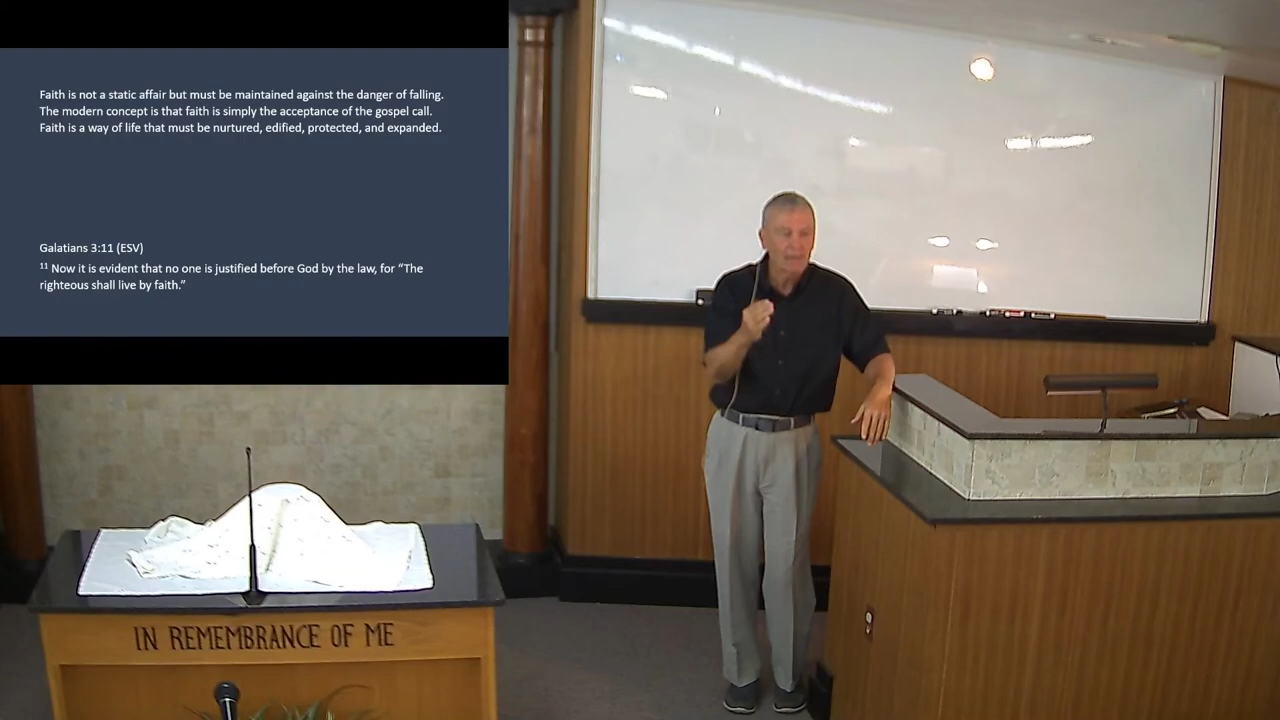 Faith is not a static affair but must be maintained against the danger of falling.
The modern concept is that faith is simply the acceptance of the gospel call.
Faith is a way of life that must be nurtured, edified, protected, and expanded.
Galatians 3:11 (ESV)
11 Now it is evident that no one is justified before God by the law, for “The
righteous shall live by faith.”
IN REMEMBRANCE OF ME